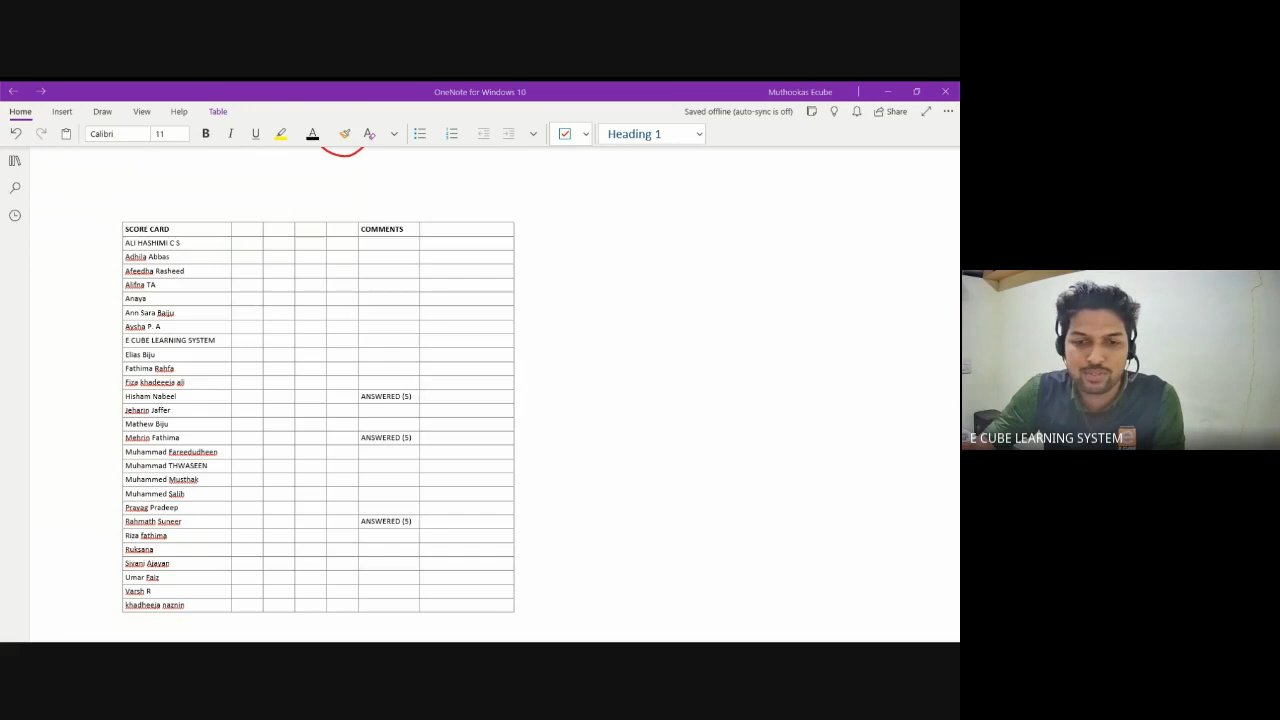 OneNote for Windows 10
Muthookas Ecube
Home Insert Draw View Help Table
Saved offline (auto-sync is off)
Share
Calibri 11 B I U A Heading 1
SCORE CARD COMMENTS
ALI HASHIMI C S
Adhila Abbas
Afeedha Rasheed
Alifna TA
Anaya
Ann Sara Baiju
Aysha P. A
E CUBE LEARNING SYSTEM
Elias Biju
Fathima Rahfa
Fiza khadeeeja ali
Hisham Nabeel ANSWERED (5)
Jeharin Jaffer
Mathew Biju
Mehrin Fathima ANSWERED (5)
Muhammad Fareedudheen
Muhammad THWASEEN
Muhammed Musthak
Muhammed Salih
Prayag Pradeep
Rahmath Suneer ANSWERED (5)
Riza fathima
Ruksana
Sivani Ajayan
Umar Faiz
Varsh R
khadheeja naznin
E CUBE LEARNING SYSTEM